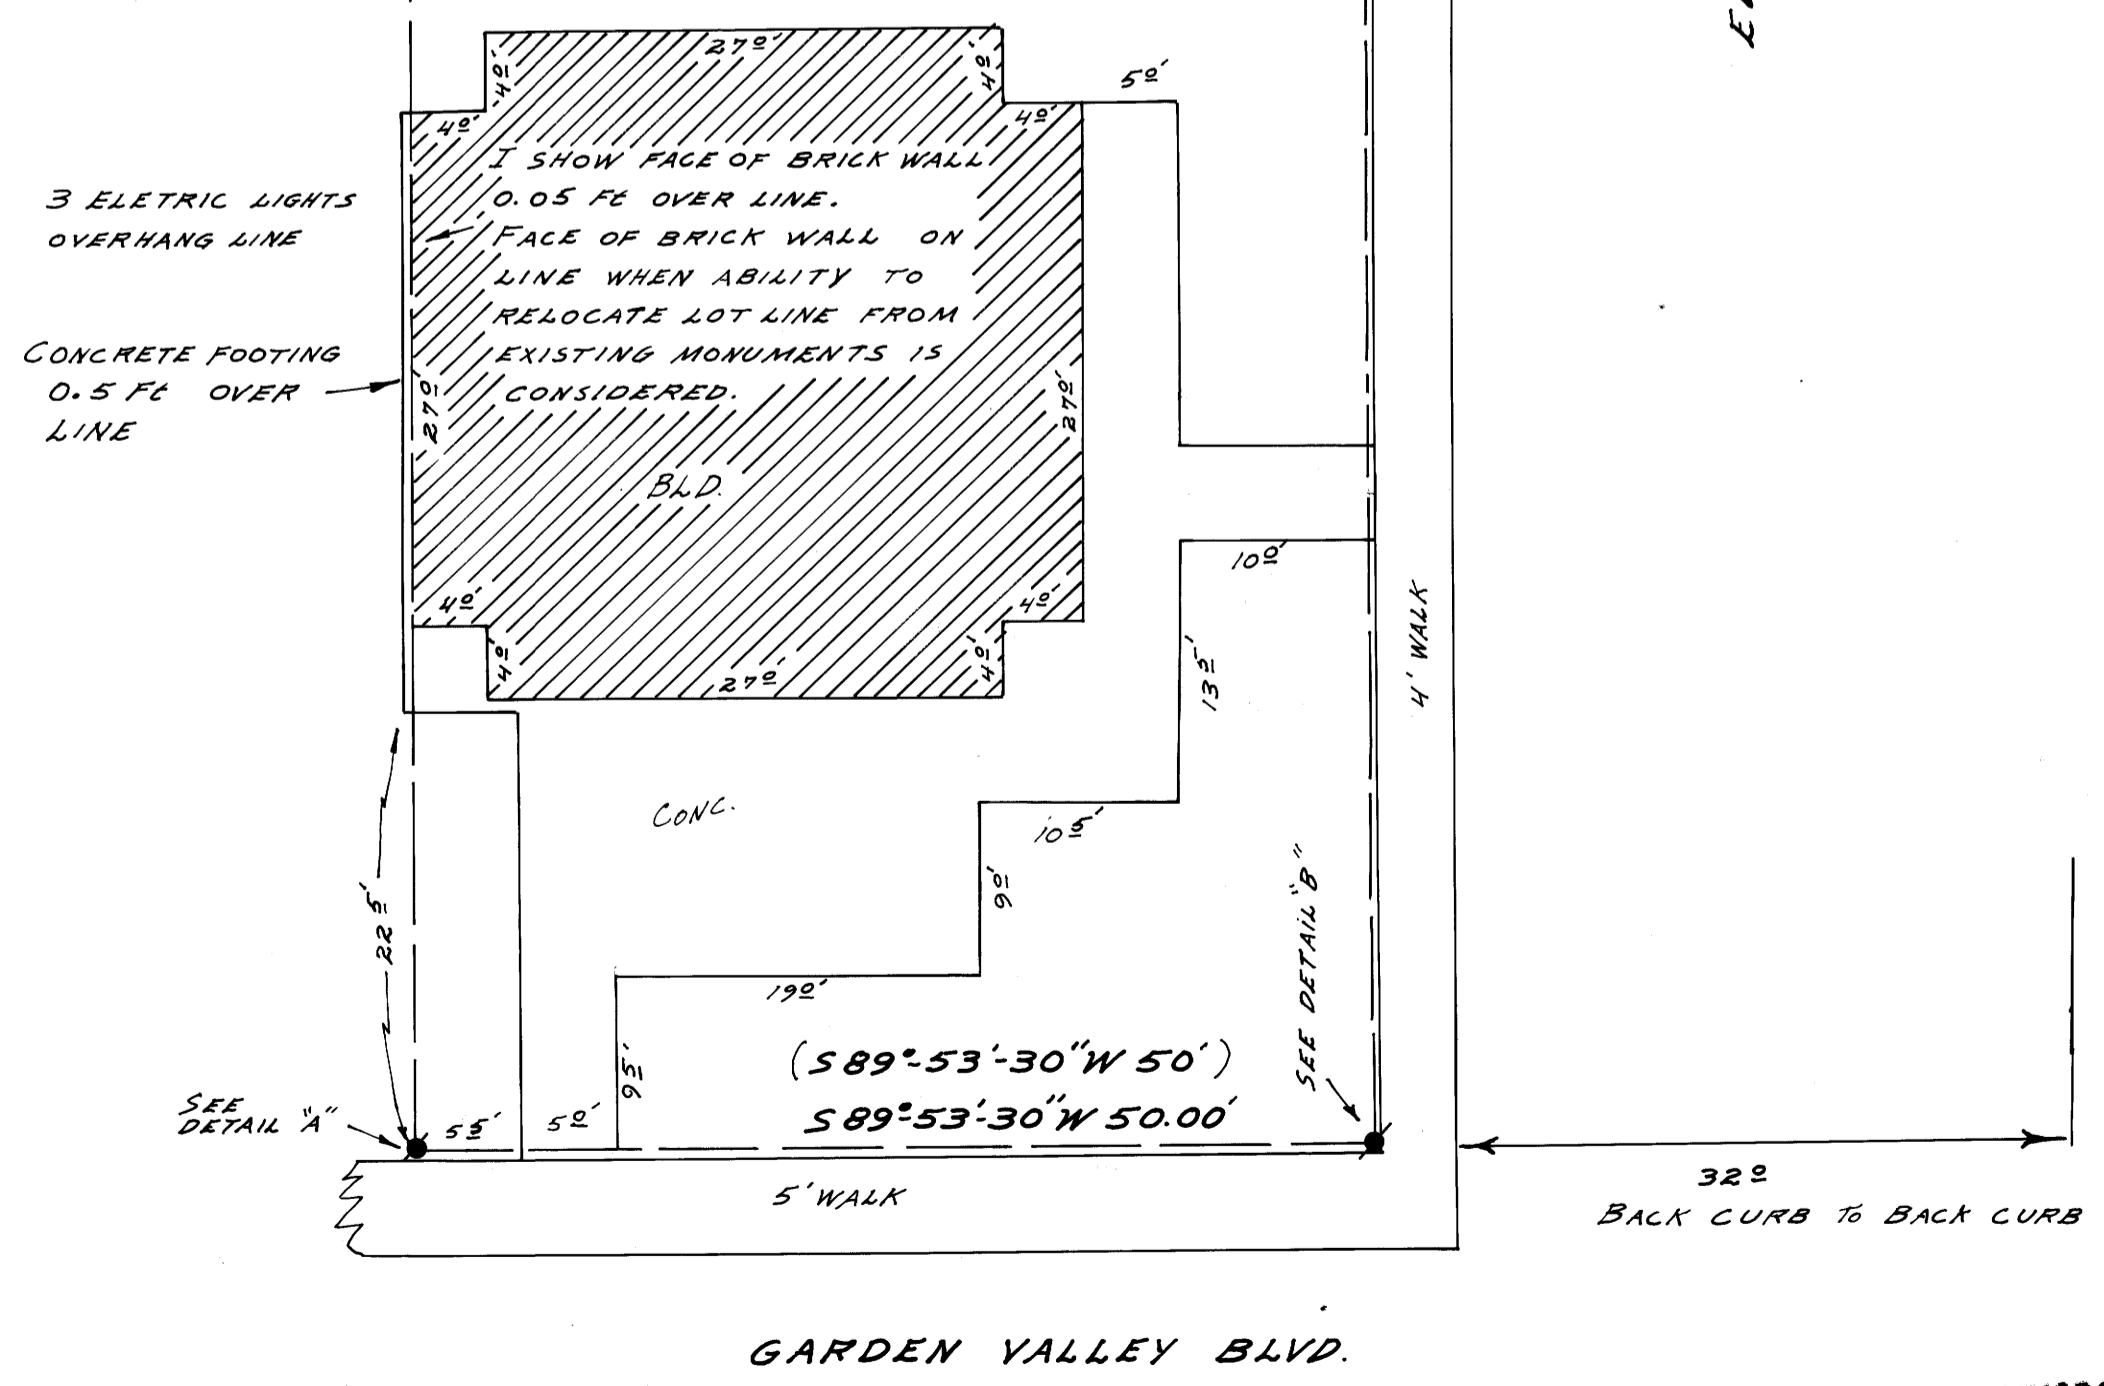 27⁰'
4⁰'
4⁰'
5⁰'
4⁰'
4⁰'
I SHOW FACE OF BRICK WALL
0.05 Ft OVER LINE.
FACE OF BRICK WALL ON
LINE WHEN ABILITY TO
RELOCATE LOT LINE FROM
EXISTING MONUMENTS IS
CONSIDERED.
3 ELETRIC LIGHTS
OVERHANG LINE
CONCRETE FOOTING
0.5 Ft OVER
LINE
27⁰'
27⁰'
BLD.
10⁰'
4⁰'
4⁰'
4⁰'
4⁰'
27⁰'
13⁵'
4' WALK
CONC.
10⁵'
9⁰'
22⁵'
19⁰'
9⁵'
SEE DETAIL "B"
(S 89°-53'-30" W 50')
S 89°-53'-30" W 50.00'
SEE
DETAIL "A"
5⁵'
5⁰'
5' WALK
32⁰
BACK CURB TO BACK CURB
GARDEN VALLEY BLVD.